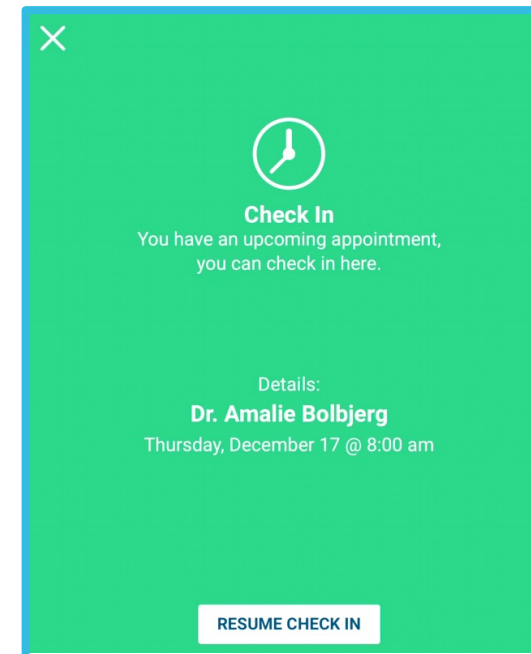 Check In
You have an upcoming appointment,
you can check in here.
Details:
Dr. Amalie Bolbjerg
Thursday, December 17 @ 8:00 am
RESUME CHECK IN